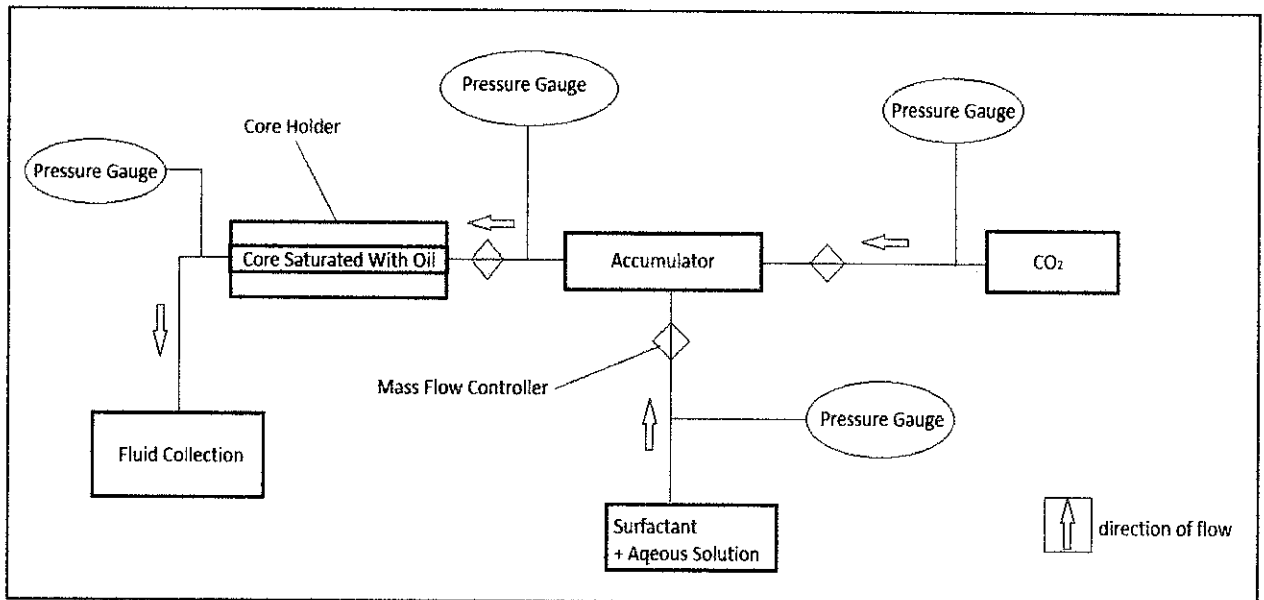 Pressure Gauge
Pressure Gauge
Core Holder
Pressure Gauge
Core Saturated With Oil
Accumulator
CO₂
Mass Flow Controller
Pressure Gauge
Fluid Collection
Surfactant
+ Aqeous Solution
direction of flow